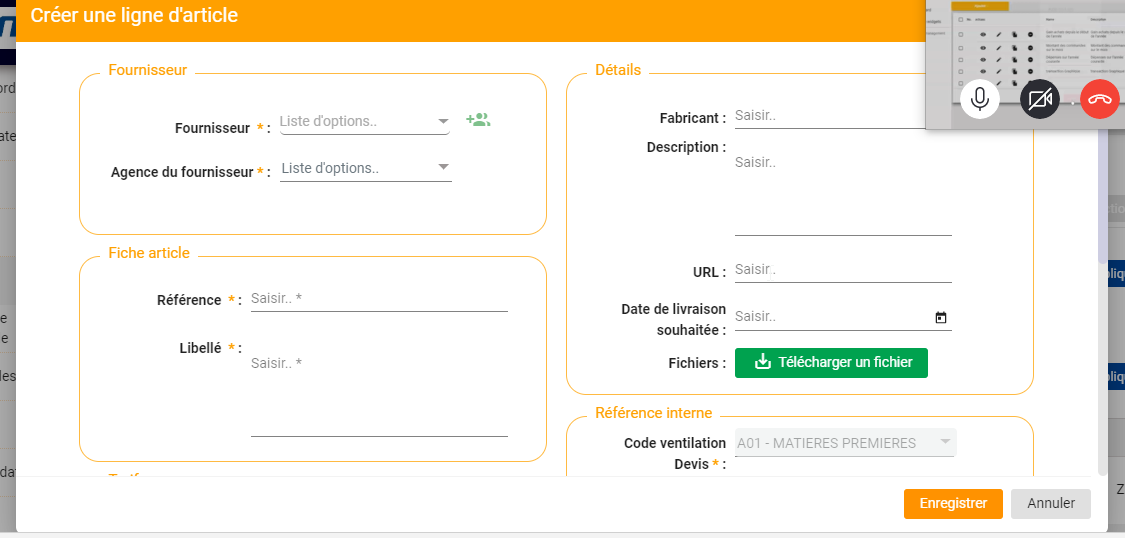 Créer une ligne d'article
Fournisseur
Fournisseur * :
Liste d'options..
Agence du fournisseur * :
Liste d'options..
Fiche article
Référence * :
Saisir.. *
Libellé * :
Saisir.. *
Détails
Fabricant :
Saisir..
Description :
Saisir..
URL :
Saisir..
Date de livraison
souhaitée :
Saisir..
Fichiers :
Télécharger un fichier
Référence interne
Code ventilation
Devis * :
A01 - MATIERES PREMIERES
Enregistrer
Annuler